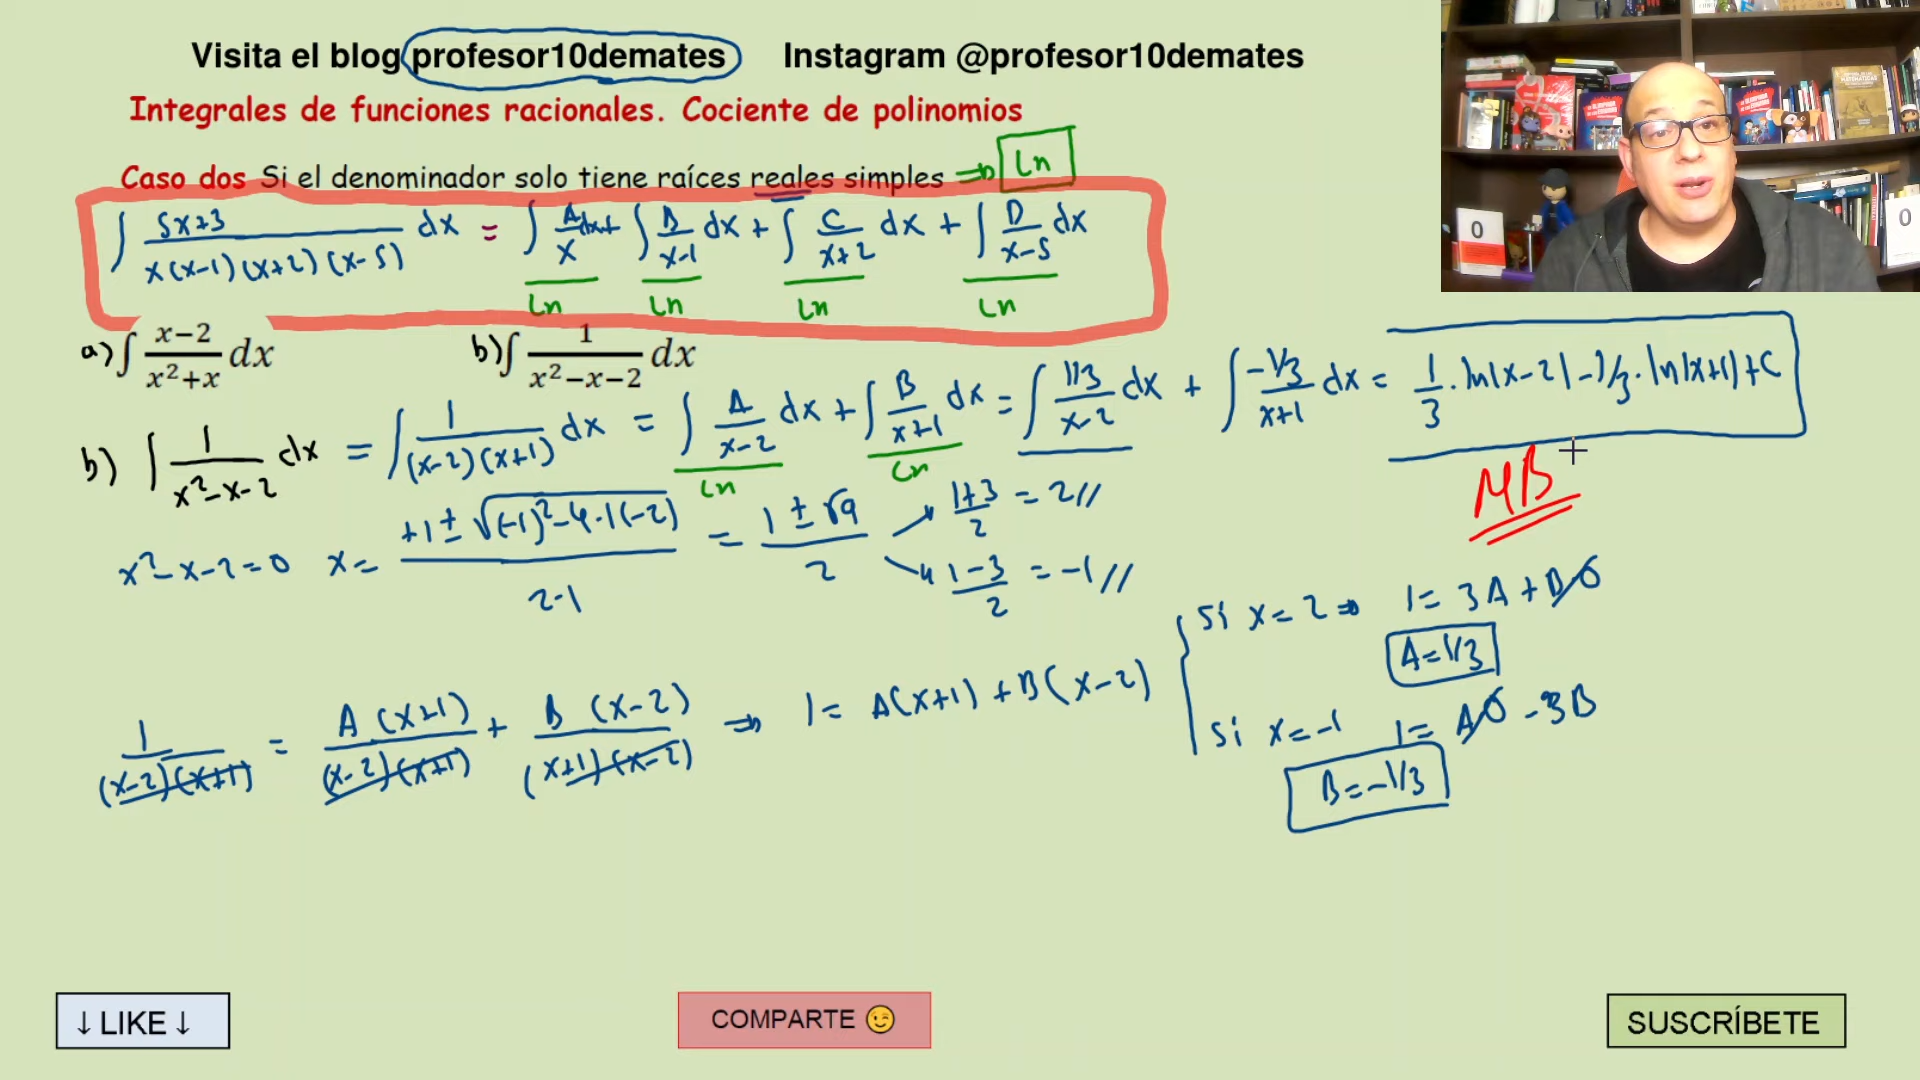 Visita el blog profesor10demates Instagram @profesor10demates
Integrales de funciones racionales. Cociente de polinomios
Caso dos Si el denominador solo tiene raíces reales simples ⇒ Ln
∫ 5x+3 / x(x-1)(x+2)(x-5) dx = ∫ A/x dx + ∫ B/x-1 dx + ∫ C/x+2 dx + ∫ D/x-5 dx
Ln Ln Ln Ln
a) ∫ x-2 / x²+x dx b) ∫ 1 / x²-x-2 dx
b) ∫ 1 / x²-x-2 dx = ∫ 1 / (x-2)(x+1) dx = ∫ A/x-2 dx + ∫ B/x+1 dx = ∫ 1/3 / x-2 dx + ∫ -1/3 / x+1 dx = 1/3 · ln|x-2| - 1/3 · ln|x+1| + C
Ln Ln
MB
x²-x-2=0 x= +1 ± √(-1)²-4·1(-2) / 2·1 = 1 ± √9 / 2 1+3 / 2 = 2//
1-3 / 2 = -1//
1 / (x-2)(x+1) = A (x+1) / (x-2)(x+1) + B (x-2) / (x+1)(x-2) ⇒ 1= A(x+1) + B(x-2)
Si x=2 ⇒ 1= 3A + B0
A=1/3
Si x=-1 1= A0 - 3B
B=-1/3
0
0
↓LIKE↓ COMPARTE 😉 SUSCRÍBETE